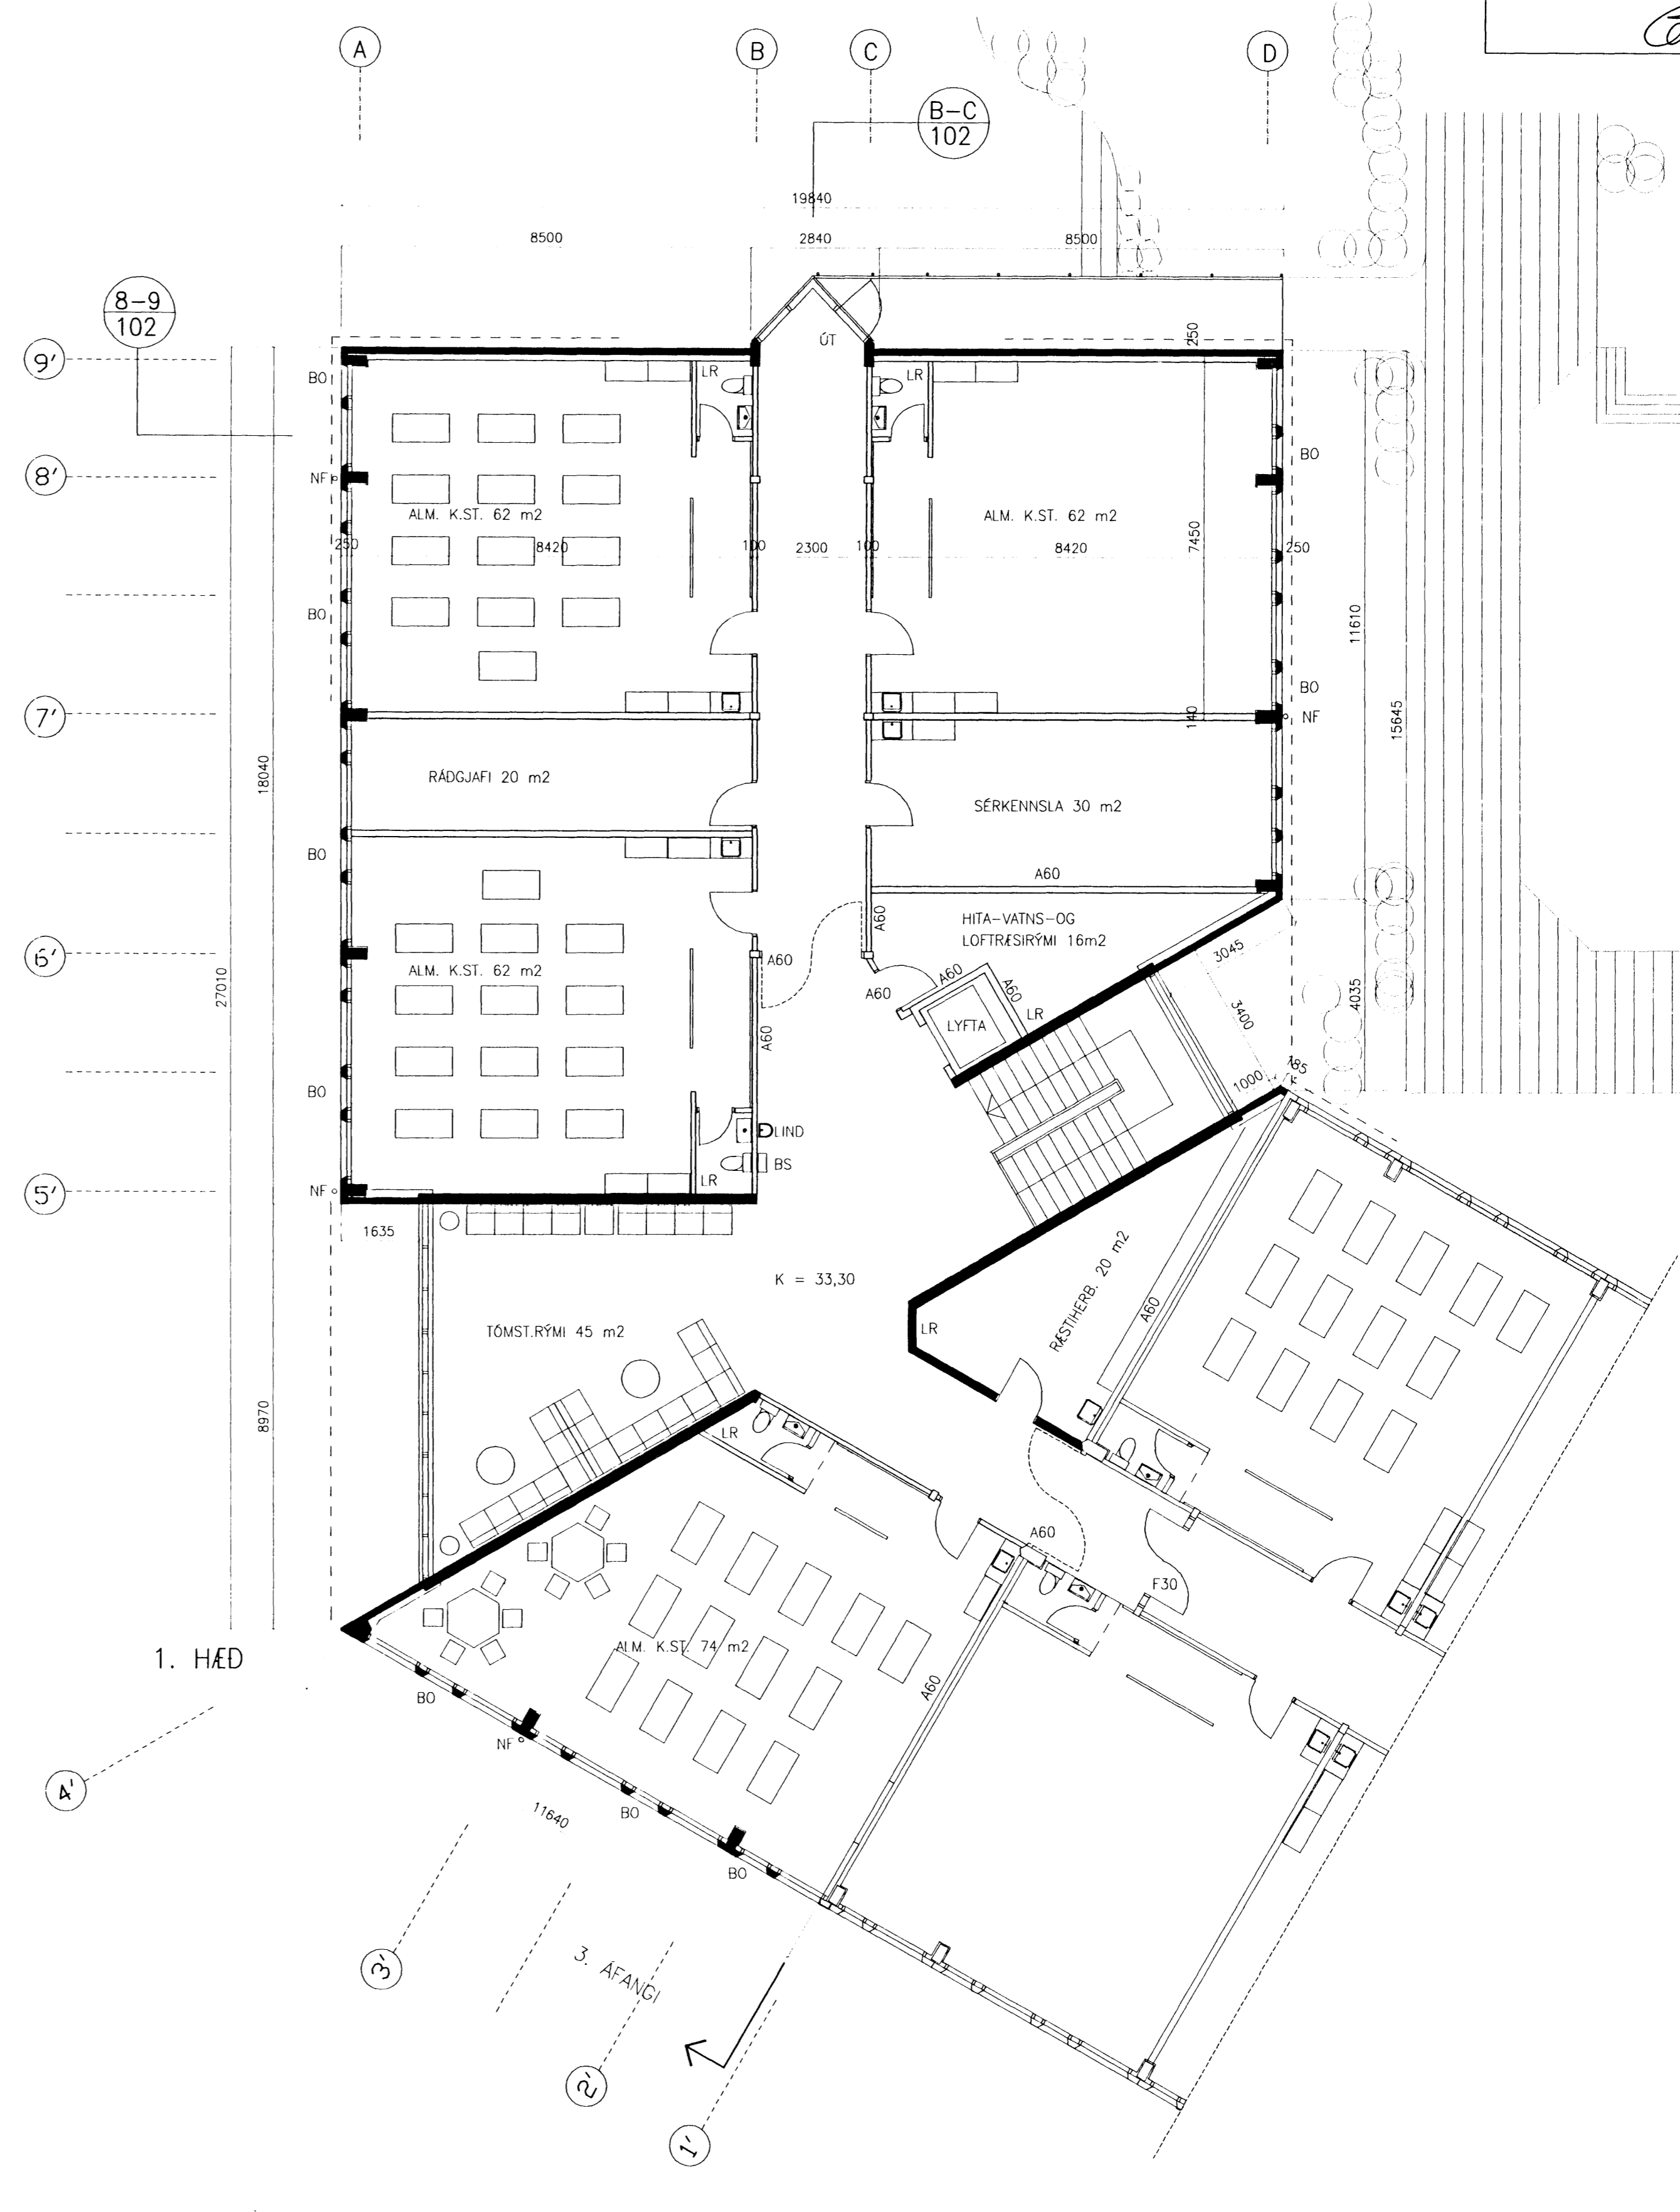 A
B
C
D
B-C
102
19840
8500
2840
8500
8-9
102
ÚT
250
9'
BO
LR
LR
BO
8'
NF
ALM. K.ST. 62 m2
ALM. K.ST. 62 m2
250
8420
100
2300
100
8420
7450
250
BO
11610
BO
7'
NF
140
15645
18040
RÁÐGJAFI 20 m2
SÉRKENNSLA 30 m2
BO
A60
HITA-VATNS-OG
LOFTRÆSIRÝMI 16m2
A60
6'
ALM. K.ST. 62 m2
A60
A60
A60
A60
LR
3045
27010
4035
3400
LYFTA
A60
185
1000
BO
LIND
BS
LR
5'
NF
1635
K = 33,30
RÆSTIHERB. 20 m2
A60
LR
TÓMST.RÝMI 45 m2
8970
LR
A60
F30
1. HÆÐ
ALM. K.ST. 74 m2
A60
BO
NF
4'
11640
BO
BO
3'
3. ÁFANGI
2'
1'